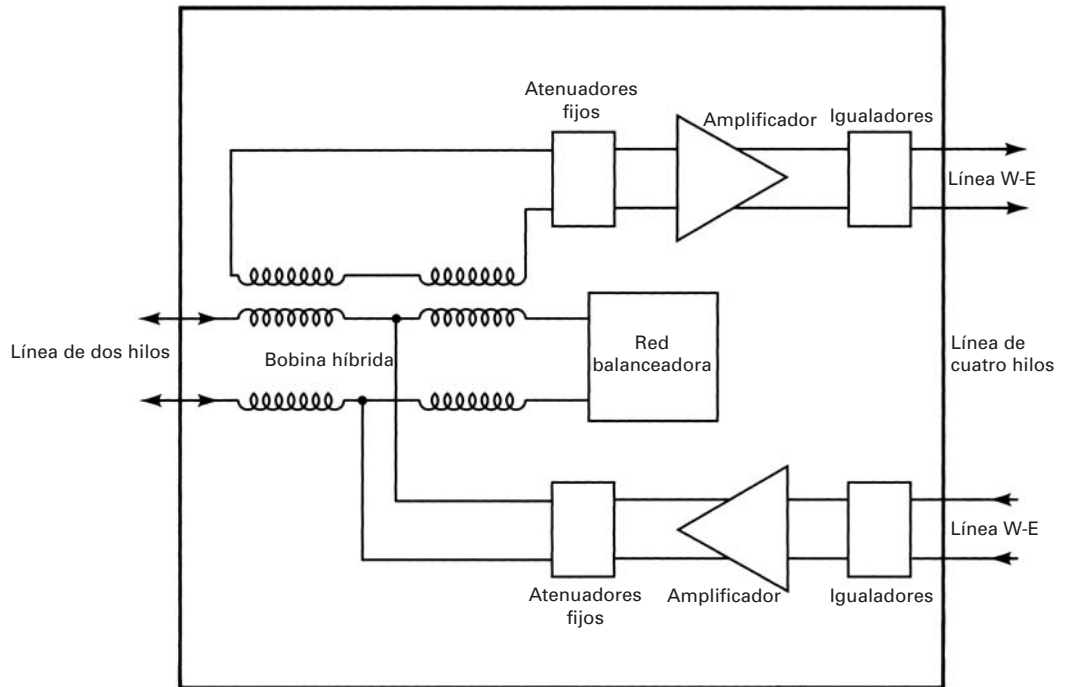 Atenuadores
fijos
Amplificador
Igualadores
Línea W-E
Línea de dos hilos
Bobina híbrida
Red
balanceadora
Línea de
cuatro hilos
Línea W-E
Atenuadores
fijos
Amplificador
Igualadores